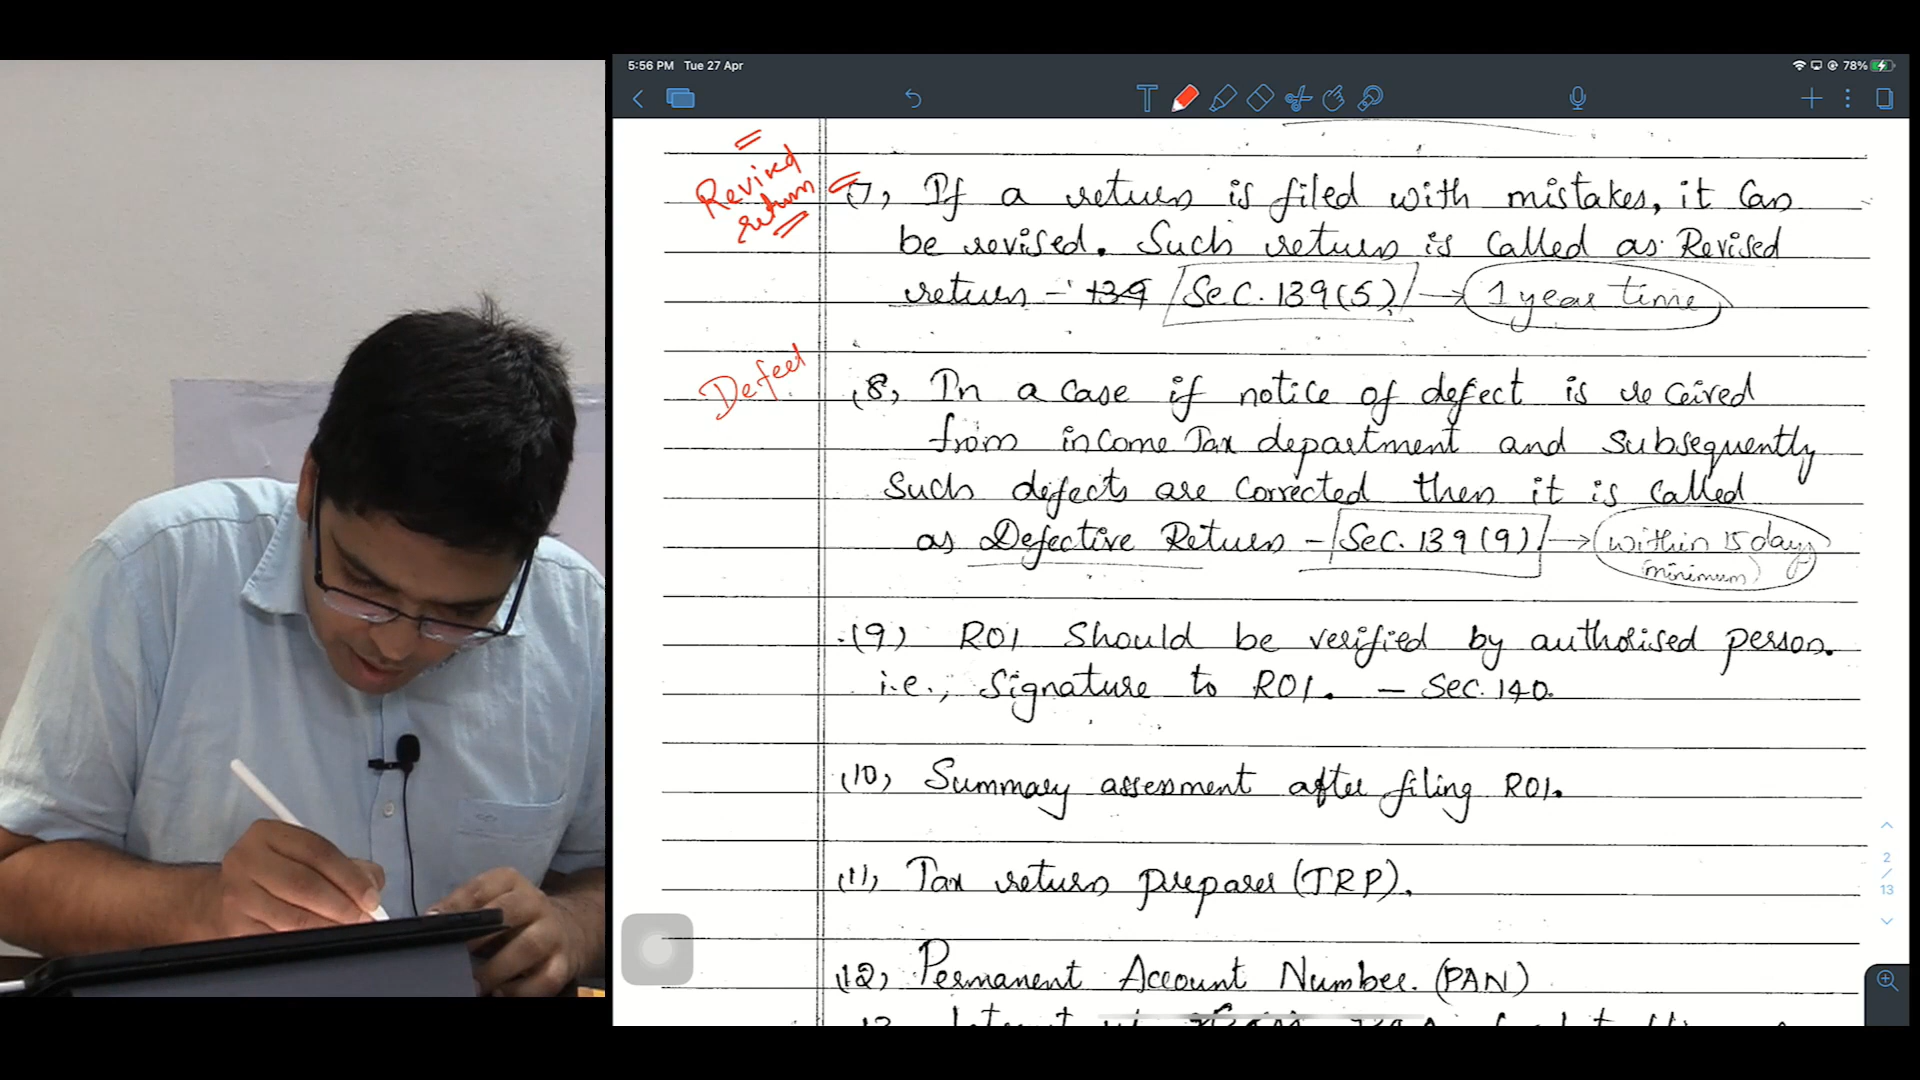 5:56 PM Tue 27 Apr
78%
Revised
return
(7) If a return is filed with mistakes, it can
be revised. Such return is called as Revised
return - 139 Sec. 139(5) → 1 year time
Defect
(8) In a case if notice of defect is received
from income Tax department and subsequently
such defects are corrected then it is called
as Defective Return - Sec. 139(9) → within 15 days
(minimum)
(9) ROI should be verified by authorised person.
i.e., signature to ROI. - Sec. 140.
(10) Summary assessment after filing ROI.
(11) Tax return preparer (TRP).
(12) Permanent Account Number. (PAN)
2
/
13